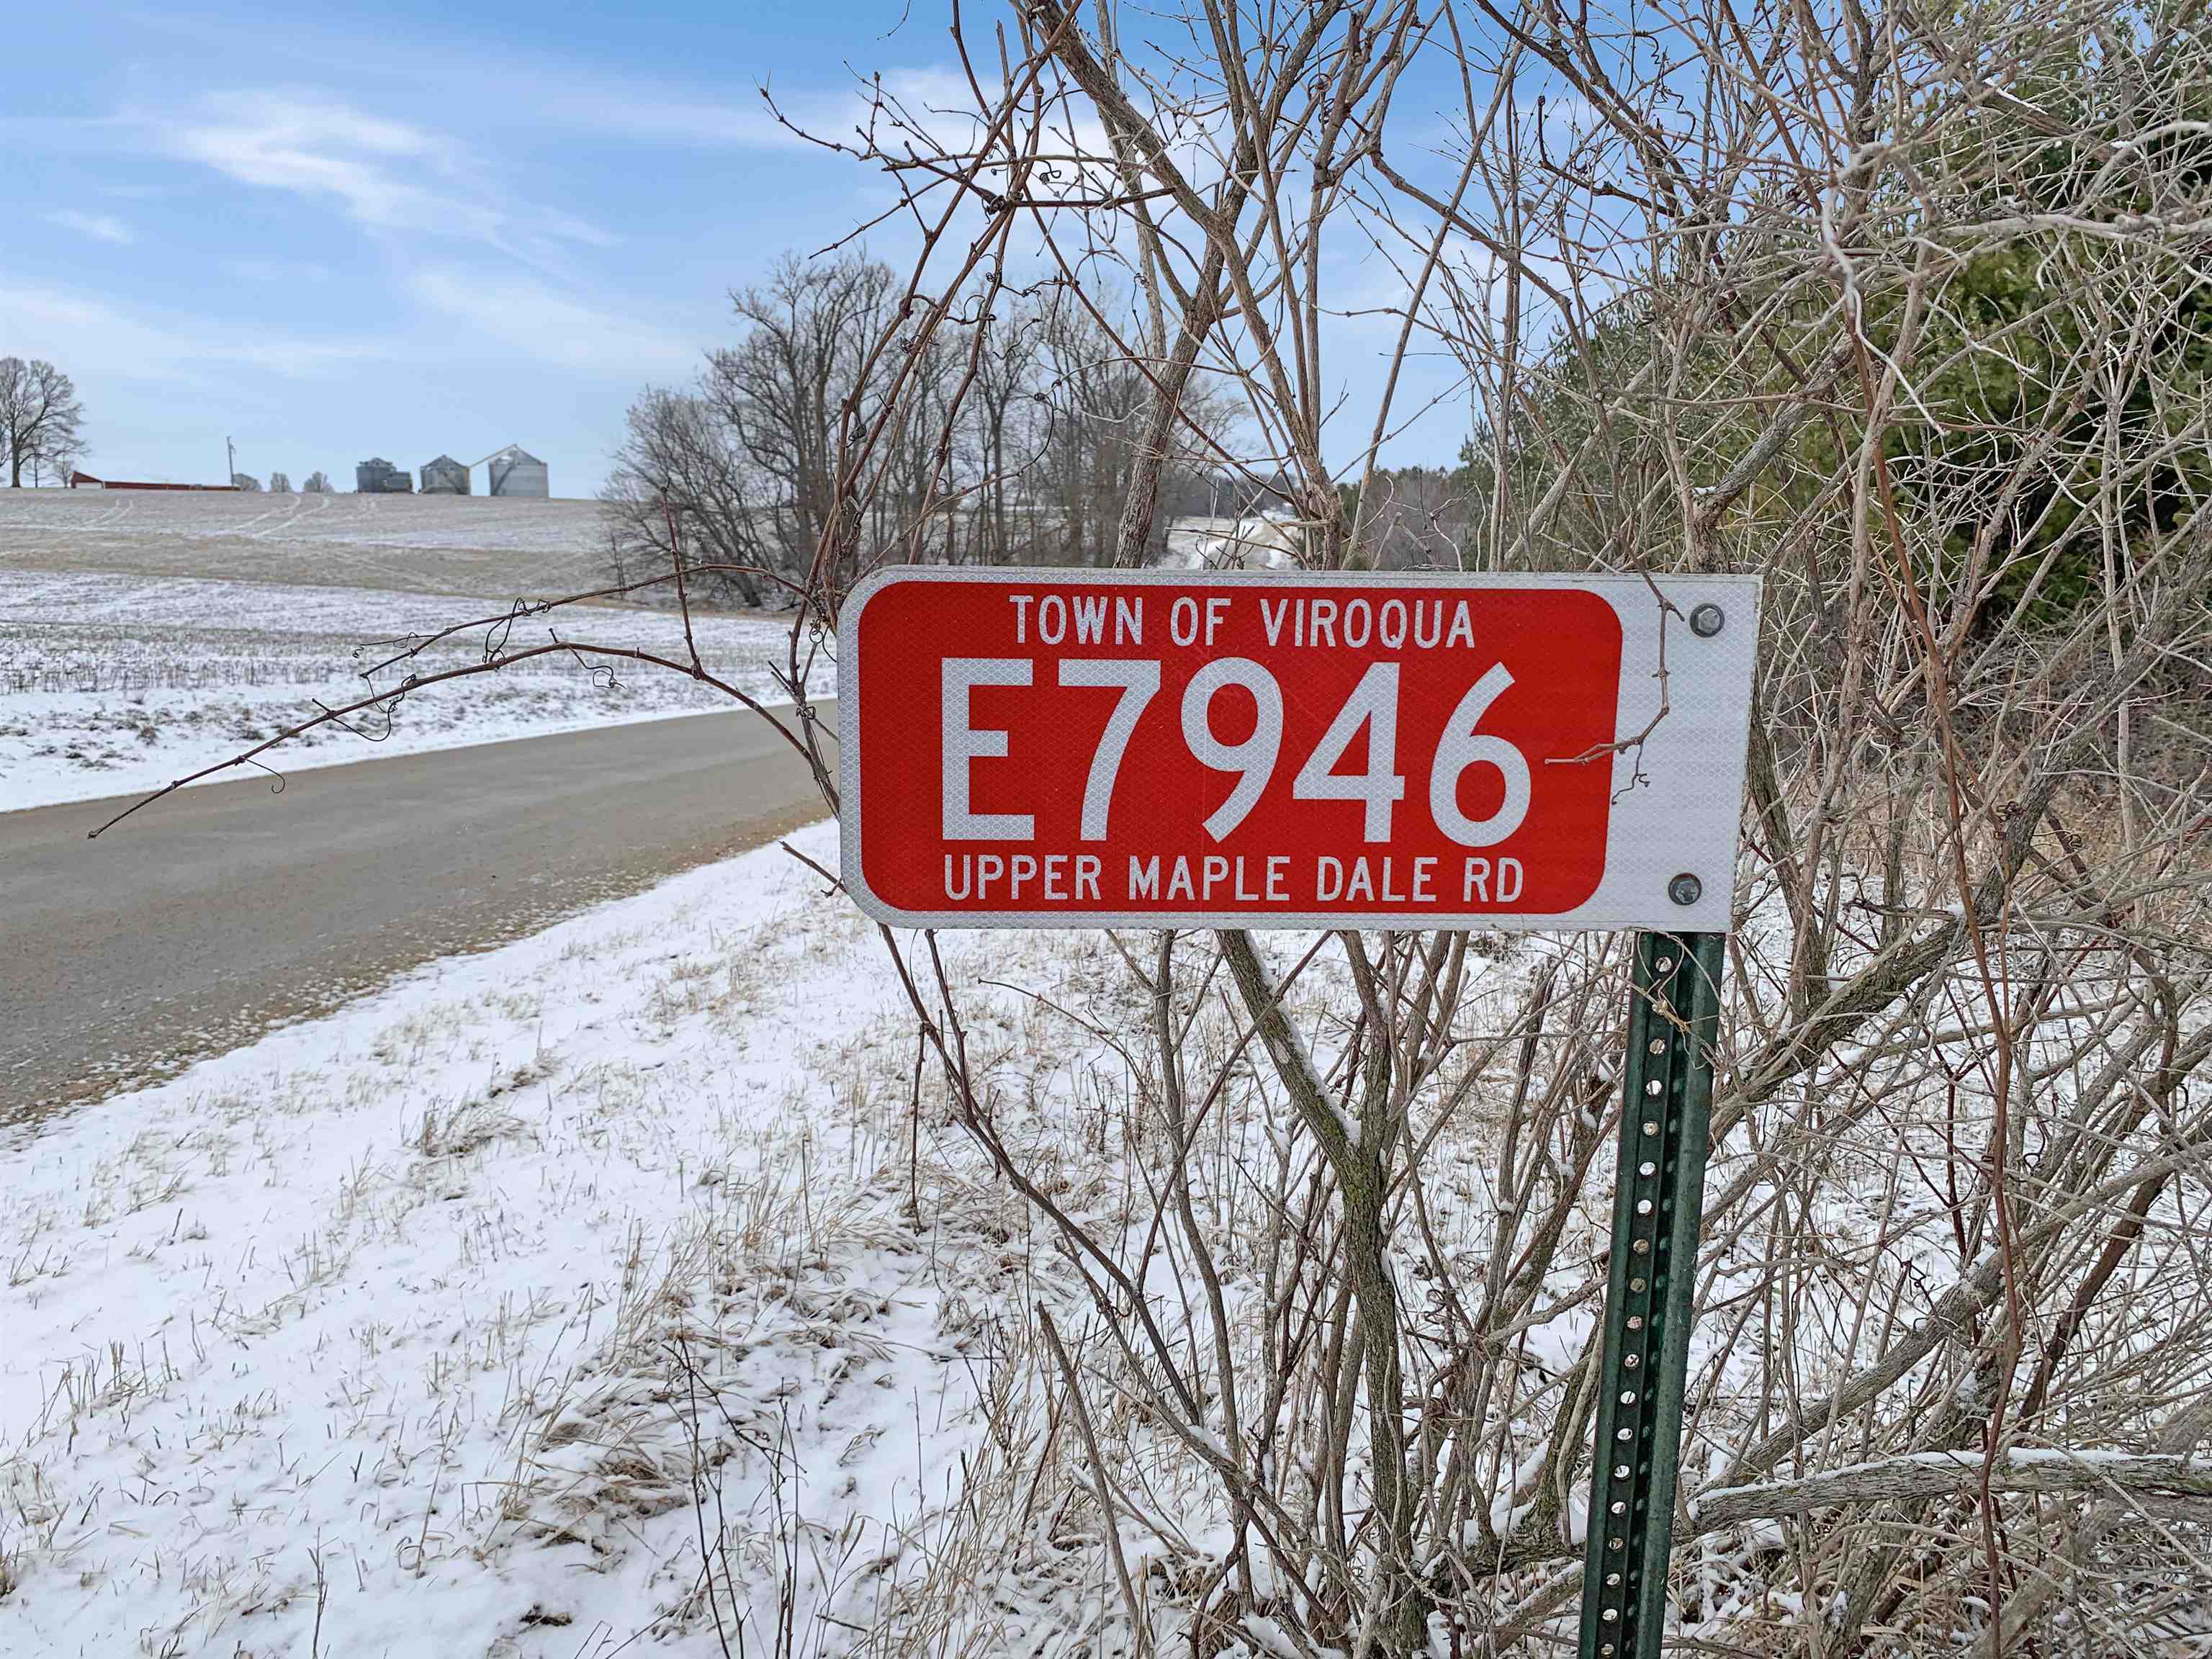 TOWN OF VIROQUA
E7946
UPPER MAPLE DALE RD